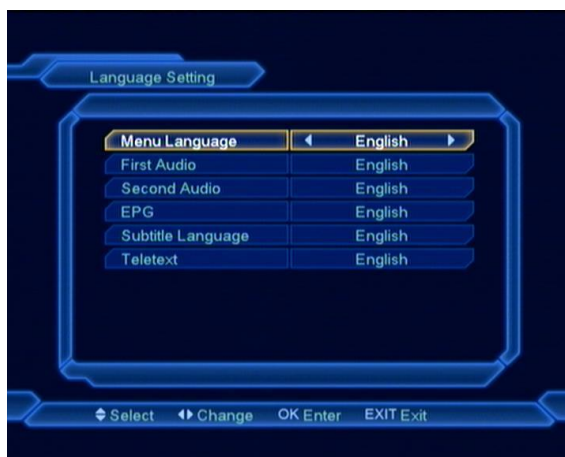 Language Setting
Menu Language English
First Audio English
Second Audio English
EPG English
Subtitle Language English
Teletext English
Select Change OK Enter EXIT Exit